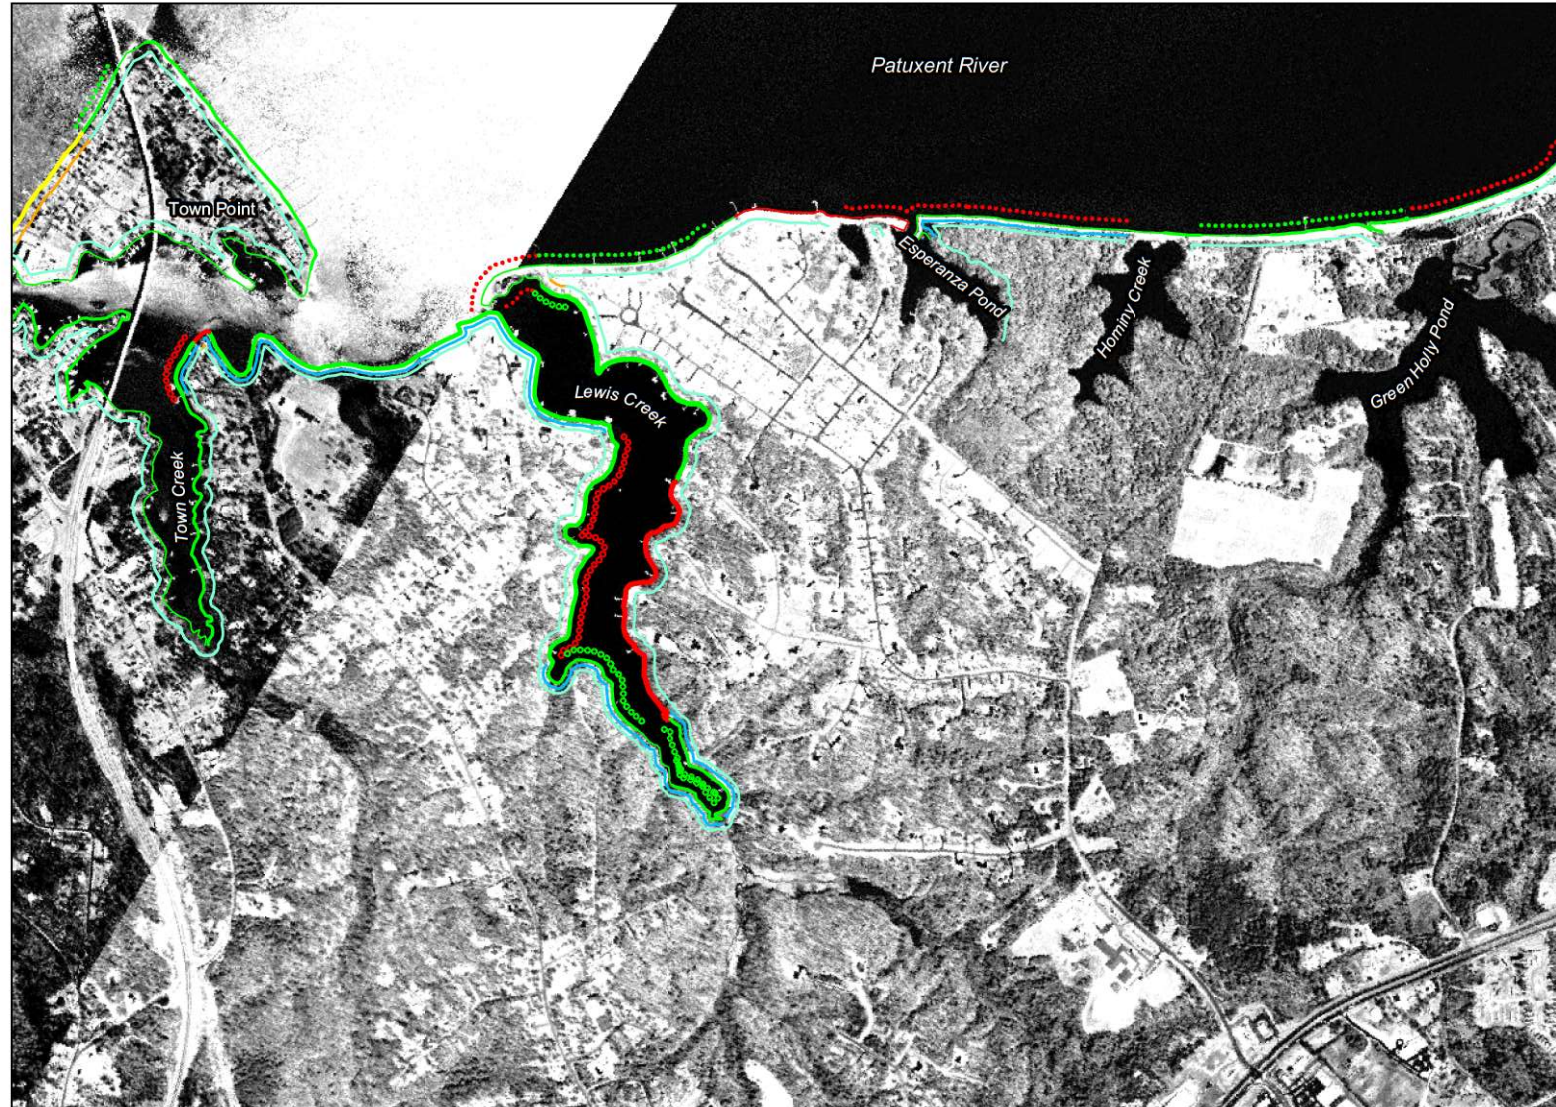 Patuxent River
Town Point
Esperanza Pond
Hominy Creek
Green Holly Pond
Lewis Creek
Town Creek